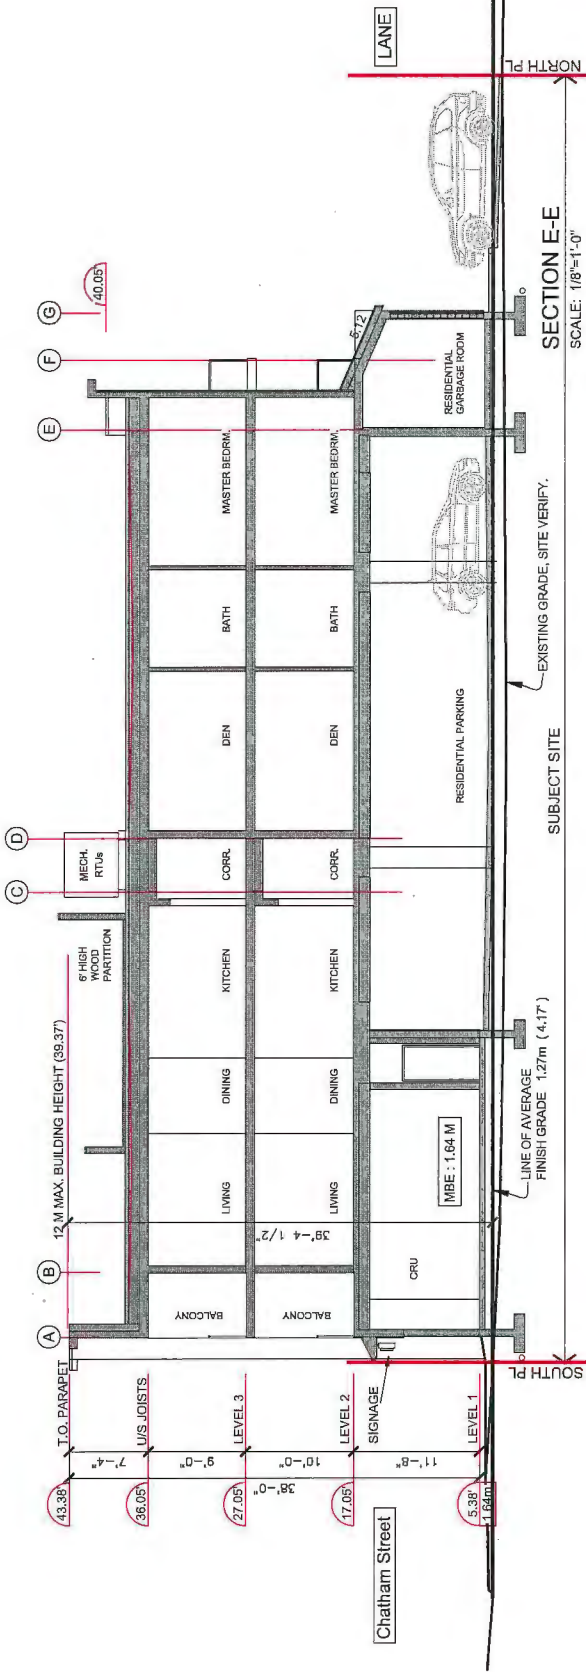 LANE
NORTH PL
G
40.05'
F
E
D
C
B
A
5:12
MECH.
RTUs
6' HIGH
WOOD
PARTITION
12 M MAX. BUILDING HEIGHT (39.37')
T.O. PARAPET
43.38'
7'-4"
U/S JOISTS
36.05'
9'-0"
LEVEL 3
27.05'
10'-0"
LEVEL 2
17.05'
11'-8"
38'-0"
SIGNAGE
LEVEL 1
5.38'
1.64m
BALCONY
LIVING
DINING
KITCHEN
CORR.
DEN
BATH
MASTER BEDRM.
BALCONY
LIVING
DINING
KITCHEN
CORR.
DEN
BATH
MASTER BEDRM.
39'-4 1/2"
CRU
MBE : 1.64 M
RESIDENTIAL PARKING
RESIDENTIAL
GARBAGE ROOM
Chatham Street
SOUTH PL
LINE OF AVERAGE
FINISH GRADE 1.27m ( 4.17')
EXISTING GRADE, SITE VERIFY.
SUBJECT SITE
SECTION E-E
SCALE: 1/8"=1'-0"